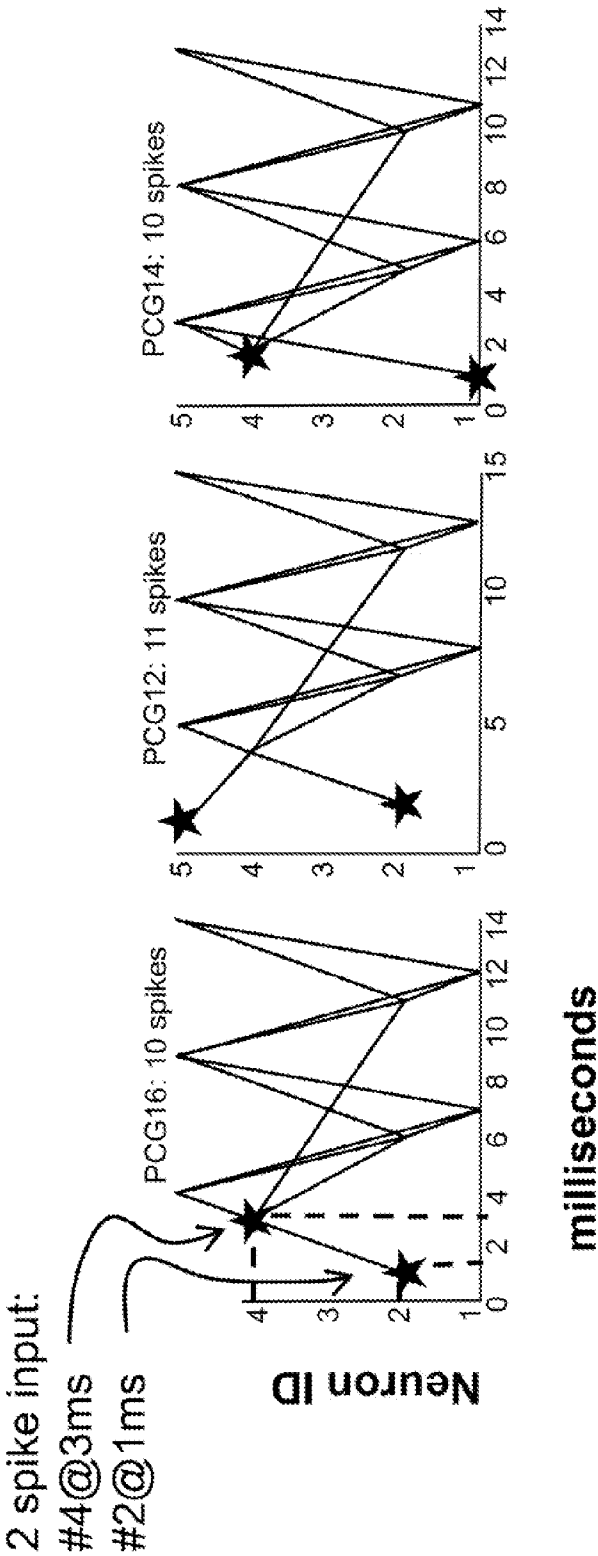 2 spike input:
#4@3ms
#2@1ms
PCG16: 10 spikes
4
3
2
1
0 2 4 6 8 10 12 14
PCG12: 11 spikes
5
4
3
2
1
0 5 10 15
PCG14: 10 spikes
5
4
3
2
1
0 2 4 6 8 10 12 14
Neuron ID
milliseconds